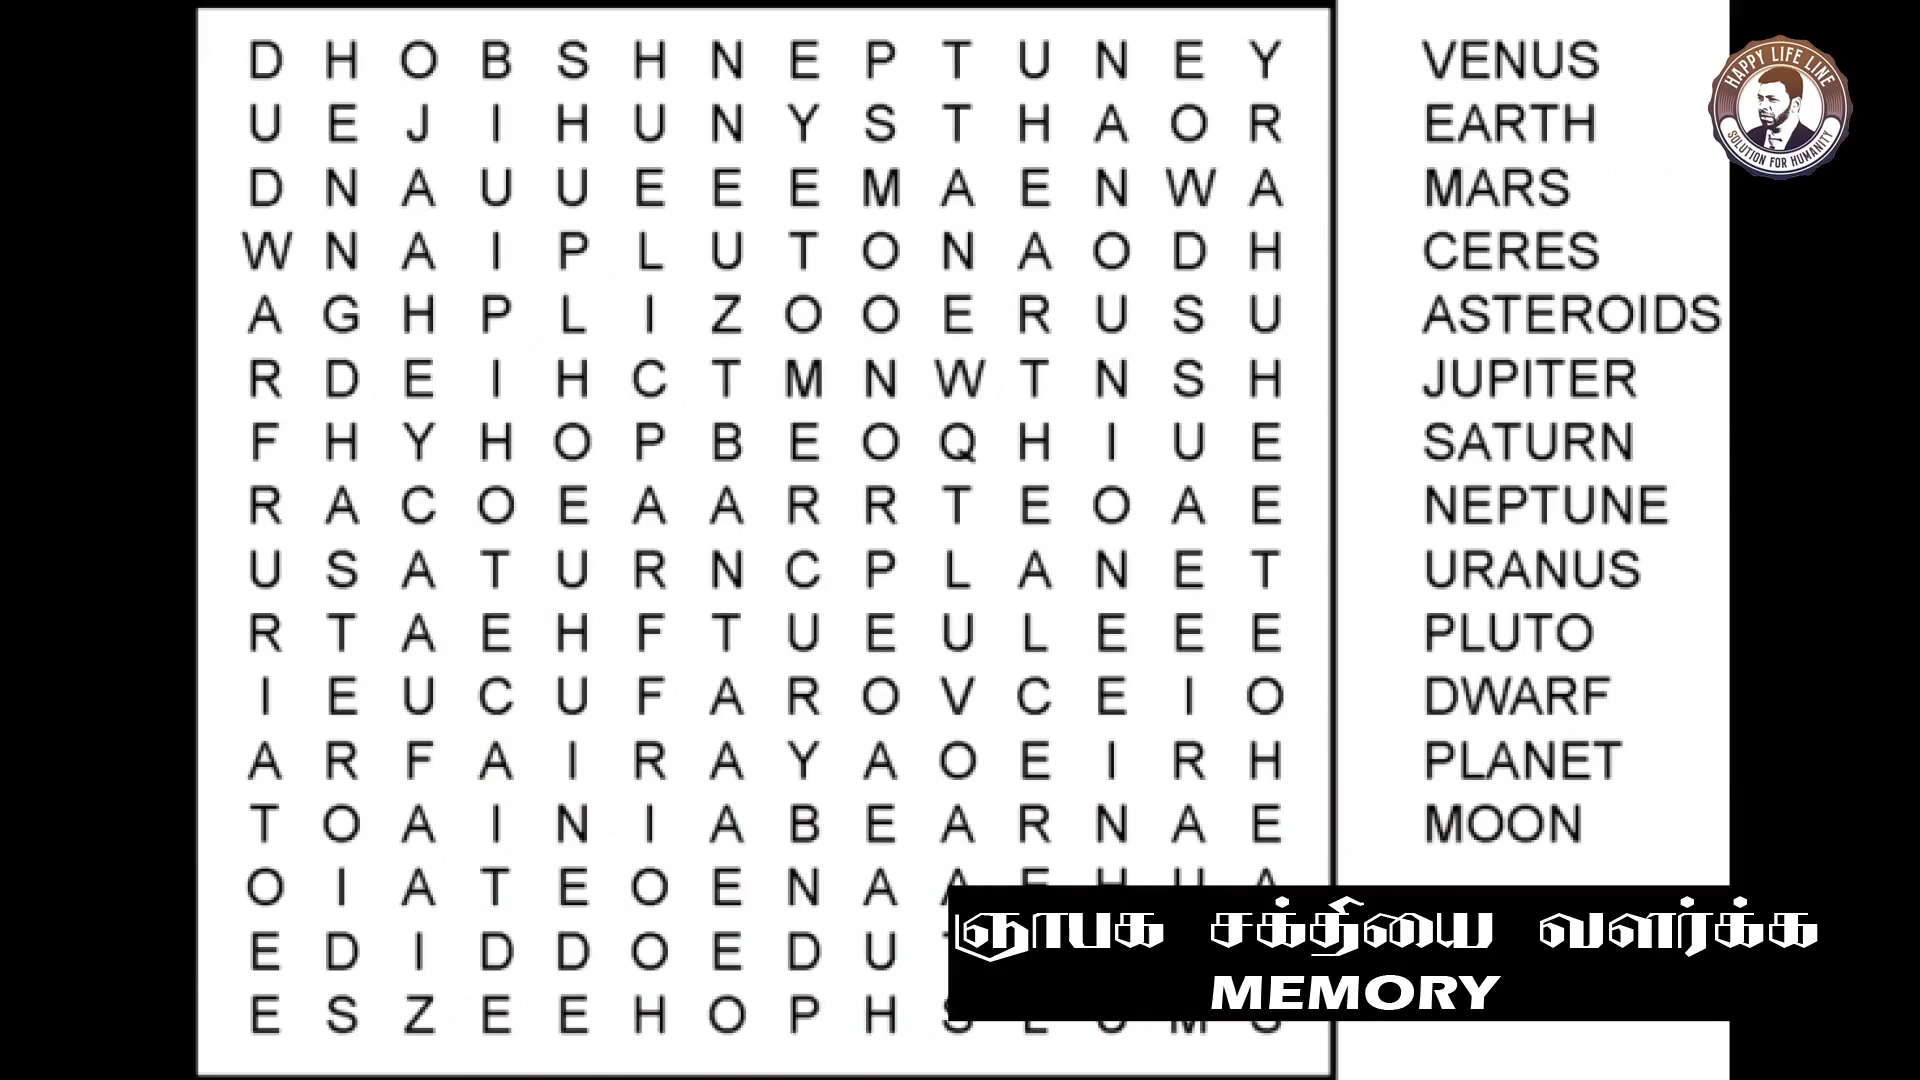 D H O B S H N E P T U N E Y
U E J I H U N Y S T H A O R
D N A U U E E E M A E N W A
W N A I P L U T O N A O D H
A G H P L I Z O O E R U S U
R D E I H C T M N W T N S H
F H Y H O P B E O Q H I U E
R A C O E A A R R T E O A E
U S A T U R N C P L A N E T
R T A E H F T U E U L E E E
I E U C U F A R O V C E I O
A R F A I R A Y A O E I R H
T O A I N I A B E A R N A E
O I A T E O E N A
E D I D D O E D U
E S Z E E H O P H
VENUS
EARTH
MARS
CERES
ASTEROIDS
JUPITER
SATURN
NEPTUNE
URANUS
PLUTO
DWARF
PLANET
MOON
HAPPY LIFE LINE
SOLUTION FOR HUMANITY
ஞாபக சக்தியை வளர்க்க
MEMORY